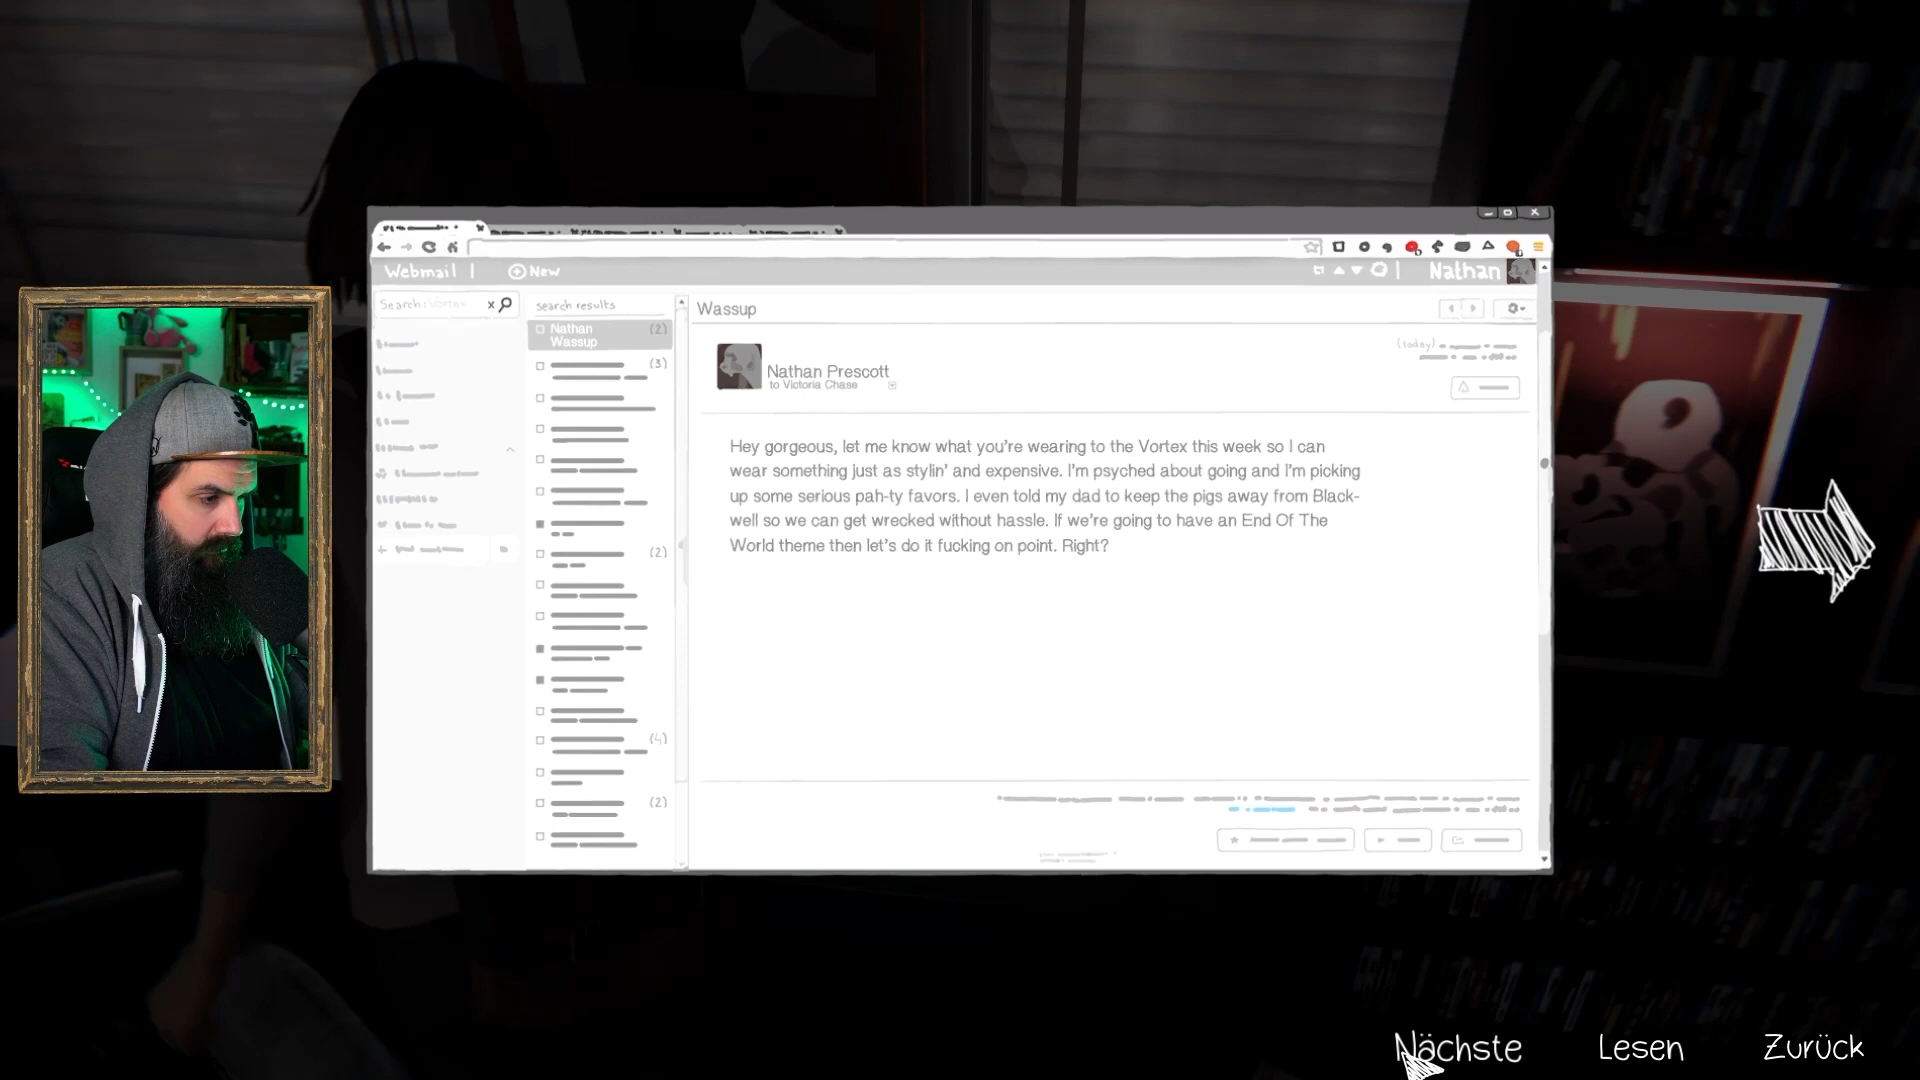 Webmail |
New
Nathan
Search: Vortex x
search results
Nathan (2)
Wassup
(3)
(2)
(4)
(2)
Wassup
(today)
Nathan Prescott
to Victoria Chase
Hey gorgeous, let me know what you're wearing to the Vortex this week so I can
wear something just as stylin' and expensive. I'm psyched about going and I'm picking
up some serious pah-ty favors. I even told my dad to keep the pigs away from Black-
well so we can get wrecked without hassle. If we're going to have an End Of The
World theme then let's do it fucking on point. Right?
Nächste
Lesen
Zurück